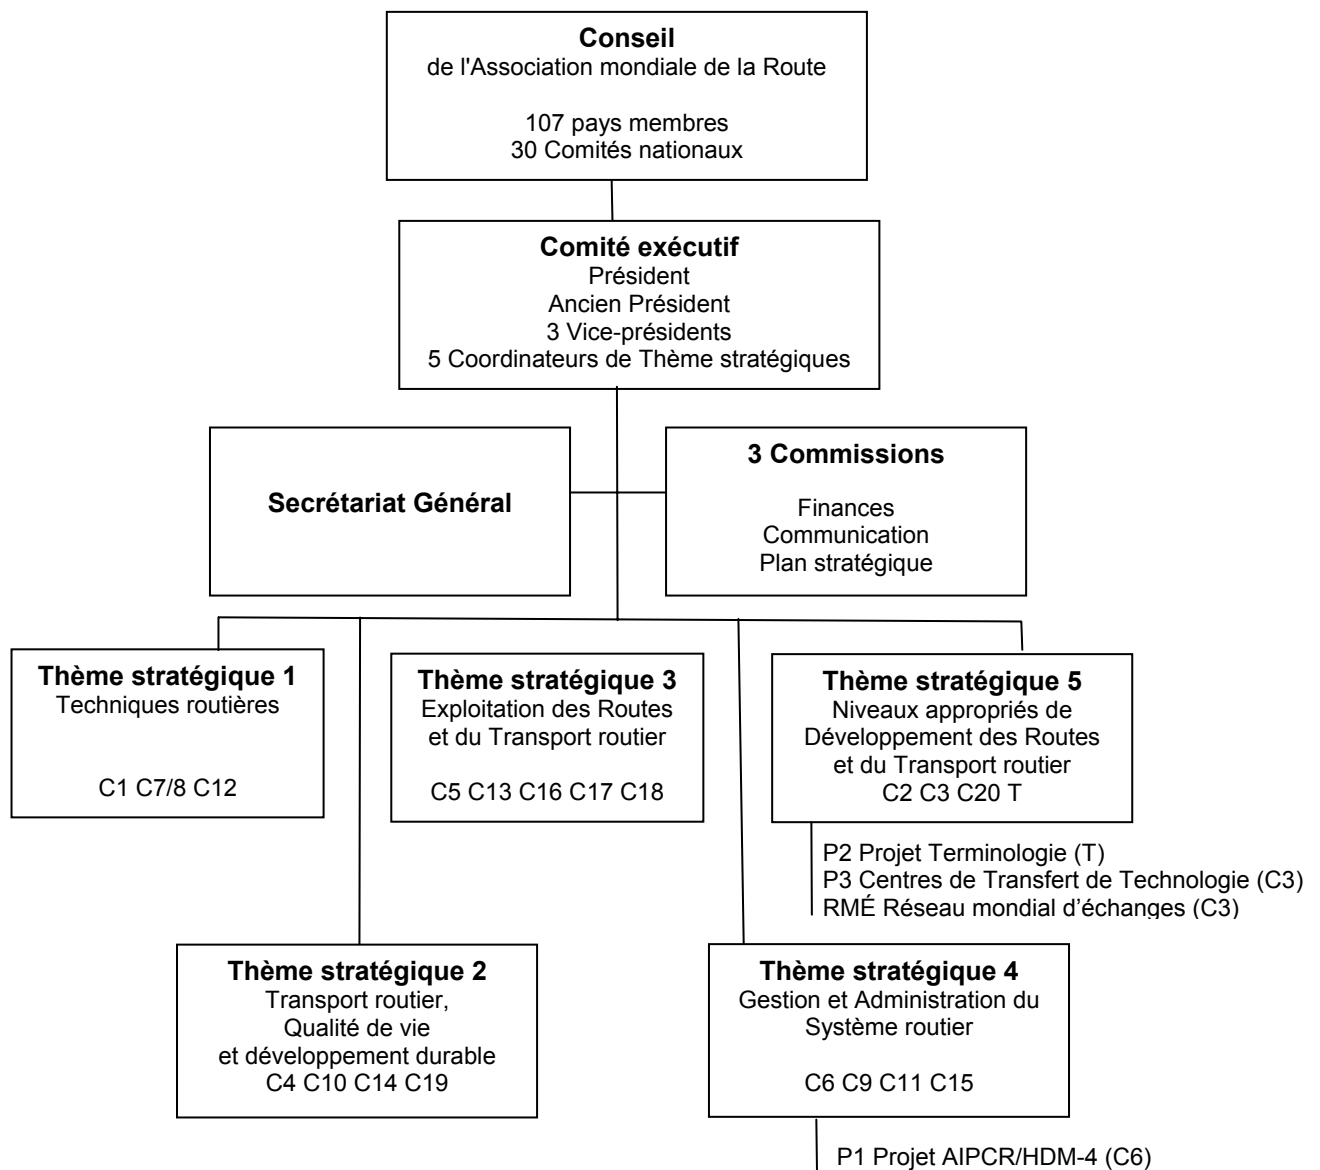 Conseil
de l'Association mondiale de la Route
107 pays membres
30 Comités nationaux
Comité exécutif
Président
Ancien Président
3 Vice-présidents
5 Coordinateurs de Thème stratégiques
Secrétariat Général
3 Commissions
Finances
Communication
Plan stratégique
Thème stratégique 1
Techniques routières
C1 C7/8 C12
Thème stratégique 3
Exploitation des Routes
et du Transport routier
C5 C13 C16 C17 C18
Thème stratégique 5
Niveaux appropriés de
Développement des Routes
et du Transport routier
C2 C3 C20 T
P2 Projet Terminologie (T)
P3 Centres de Transfert de Technologie (C3)
RMÉ Réseau mondial d’échanges (C3)
Thème stratégique 2
Transport routier,
Qualité de vie
et développement durable
C4 C10 C14 C19
Thème stratégique 4
Gestion et Administration du
Système routier
C6 C9 C11 C15
P1 Projet AIPCR/HDM-4 (C6)